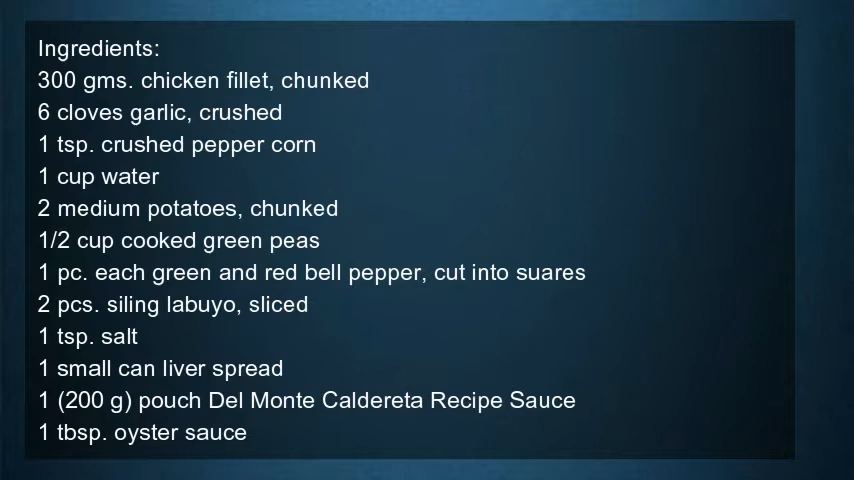 Ingredients:
300 gms. chicken fillet, chunked
6 cloves garlic, crushed
1 tsp. crushed pepper corn
1 cup water
2 medium potatoes, chunked
1/2 cup cooked green peas
1 pc. each green and red bell pepper, cut into suares
2 pcs. siling labuyo, sliced
1 tsp. salt
1 small can liver spread
1 (200 g) pouch Del Monte Caldereta Recipe Sauce
1 tbsp. oyster sauce